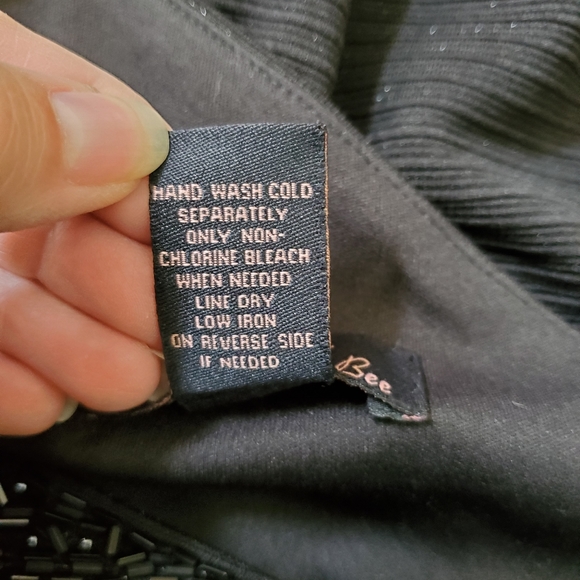 HAND WASH COLD
SEPARATELY
ONLY NON-
CHLORINE BLEACH
WHEN NEEDED
LINE DRY
LOW IRON
ON REVERSE SIDE
IF NEEDED
Bee